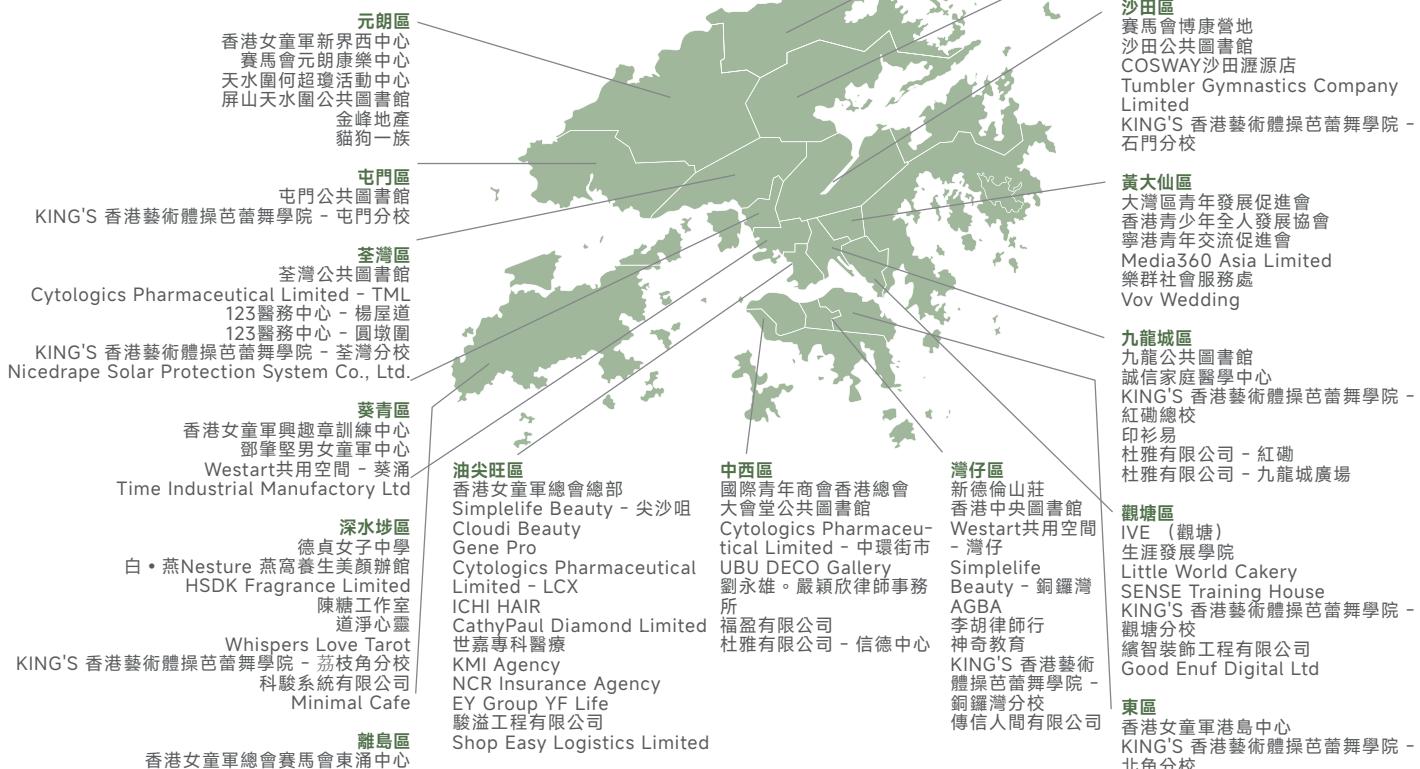 元朗區
香港女童軍新界西中心
賽馬會元朗康樂中心
天水圍何超瓊活動中心
屏山天水圍公共圖書館
金峰地產
貓狗一族
屯門區
屯門公共圖書館
KING'S 香港藝術體操芭蕾舞學院 – 屯門分校
荃灣區
荃灣公共圖書館
Cytologics Pharmaceutical Limited – TML
123醫務中心 – 楊屋道
123醫務中心 – 圓墩圍
KING'S 香港藝術體操芭蕾舞學院 – 荃灣分校
Nicedrape Solar Protection System Co., Ltd.
葵青區
香港女童軍興趣章訓練中心
鄧肇堅男女童軍中心
Westart共用空間 – 葵涌
Time Industrial Manufactory Ltd
深水埗區
德貞女子中學
白•燕Nesture 燕窩養生美顏辦館
HSDK Fragrance Limited
陳糖工作室
道淨心靈
Whispers Love Tarot
KING'S 香港藝術體操芭蕾舞學院 – 荔枝角分校
科駿系統有限公司
Minimal Cafe
離島區
香港女童軍總會賽馬會東涌中心
油尖旺區
香港女童軍總會總部
Simplelife Beauty – 尖沙咀
Cloudi Beauty
Gene Pro
Cytologics Pharmaceutical
Limited – LCX
ICHI HAIR
CathyPaul Diamond Limited
世嘉專科醫療
KMI Agency
NCR Insurance Agency
EY Group YF Life
駿溢工程有限公司
Shop Easy Logistics Limited
中西區
國際青年商會香港總會
大會堂公共圖書館
Cytologics Pharmaceu-
tical Limited – 中環街市
UBU DECO Gallery
劉永雄。嚴穎欣律師事務
所
福盈有限公司
杜雅有限公司 – 信德中心
灣仔區
新德倫山莊
香港中央圖書館
Westart共用空間
– 灣仔
Simplelife
Beauty – 銅鑼灣
AGBA
李胡律師行
神奇教育
KING'S 香港藝術
體操芭蕾舞學院 –
銅鑼灣分校
傳信人間有限公司
沙田區
賽馬會博康營地
沙田公共圖書館
COSWAY沙田瀝源店
Tumbler Gymnastics Company
Limited
KING'S 香港藝術體操芭蕾舞學院 –
石門分校
黃大仙區
大灣區青年發展促進會
香港青少年全人發展協會
寧港青年交流促進會
Media360 Asia Limited
樂群社會服務處
Vov Wedding
九龍城區
九龍公共圖書館
誠信家庭醫學中心
KING'S 香港藝術體操芭蕾舞學院 –
紅磡總校
印衫易
杜雅有限公司 – 紅磡
杜雅有限公司 – 九龍城廣場
觀塘區
IVE （觀塘）
生涯發展學院
Little World Cakery
SENSE Training House
KING'S 香港藝術體操芭蕾舞學院 –
觀塘分校
繽智裝飾工程有限公司
Good Enuf Digital Ltd
東區
香港女童軍港島中心
KING'S 香港藝術體操芭蕾舞學院 –
北角分校